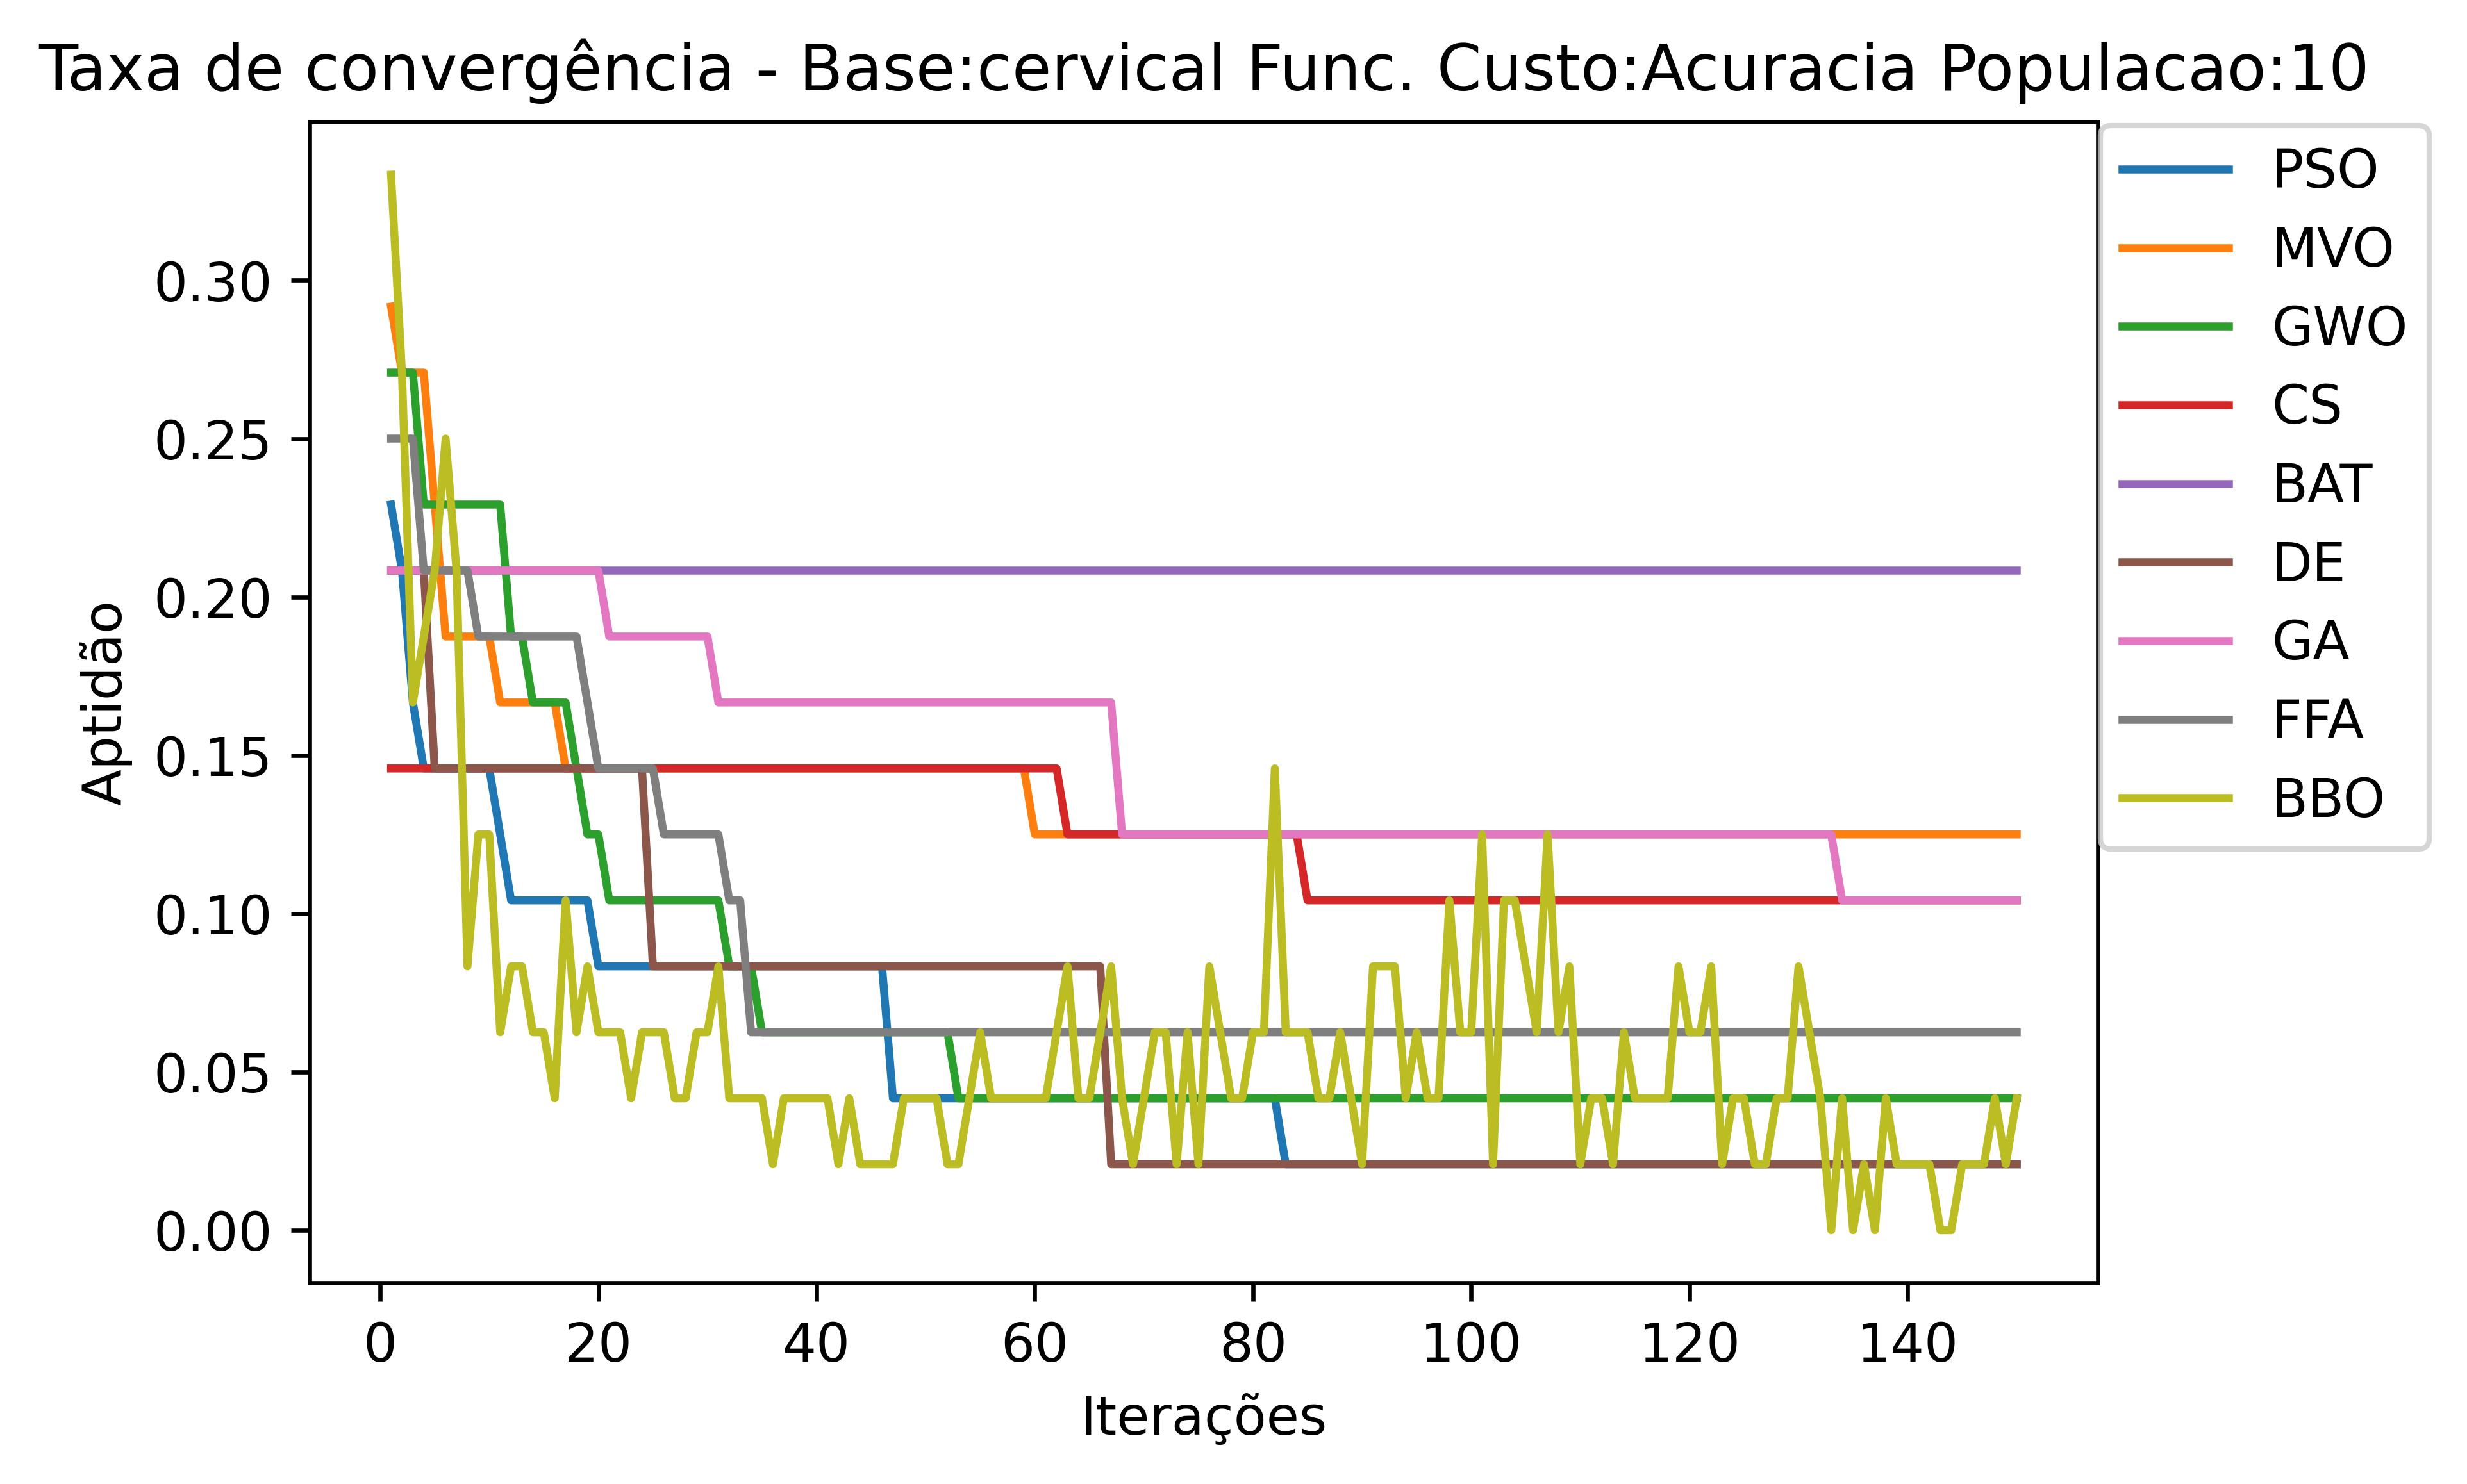 Taxa de convergência - Base:cervical Func. Custo:Acuracia Populacao:10
PSO
MVO
GWO
CS
BAT
DE
GA
FFA
BBO
Aptidão
0.30
0.25
0.20
0.15
0.10
0.05
0.00
0 20 40 60 80 100 120 140
Iterações